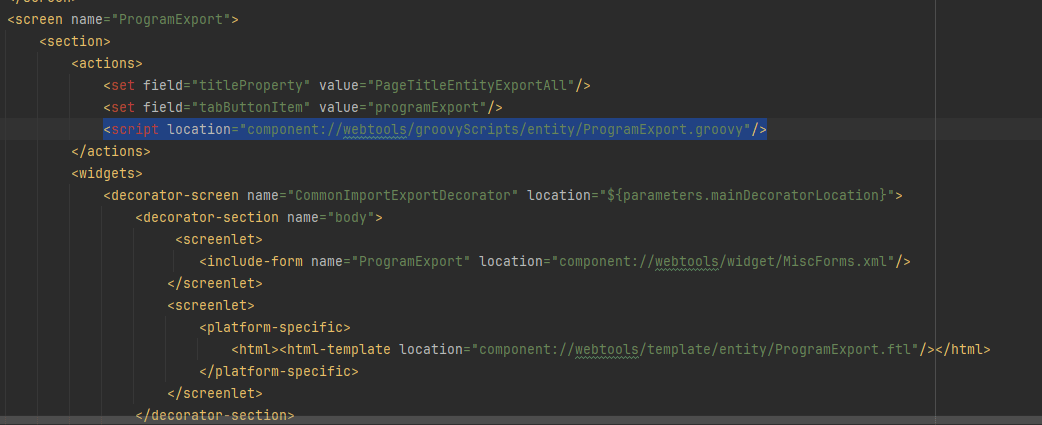 </screen>
<screen name="ProgramExport">
<section>
<actions>
<set field="titleProperty" value="PageTitleEntityExportAll"/>
<set field="tabButtonItem" value="programExport"/>
<script location="component://webtools/groovyScripts/entity/ProgramExport.groovy"/>
</actions>
<widgets>
<decorator-screen name="CommonImportExportDecorator" location="${parameters.mainDecoratorLocation}">
<decorator-section name="body">
<screenlet>
<include-form name="ProgramExport" location="component://webtools/widget/MiscForms.xml"/>
</screenlet>
<screenlet>
<platform-specific>
<html><html-template location="component://webtools/template/entity/ProgramExport.ftl"/></html>
</platform-specific>
</screenlet>
</decorator-section>